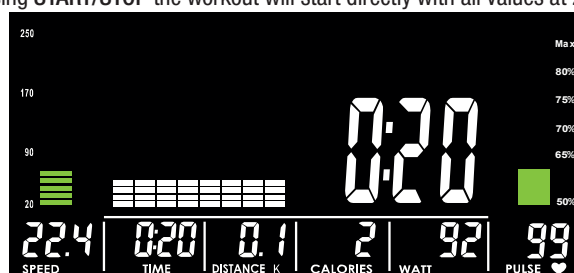 START/STOP the workout will start directly with all values at
250
Max
80%
170
75%
0:20
70%
90
65%
20
50%
22.4 0:20 0.1 2 92 99
SPEED TIME DISTANCE K CALORIES WATT PULSE